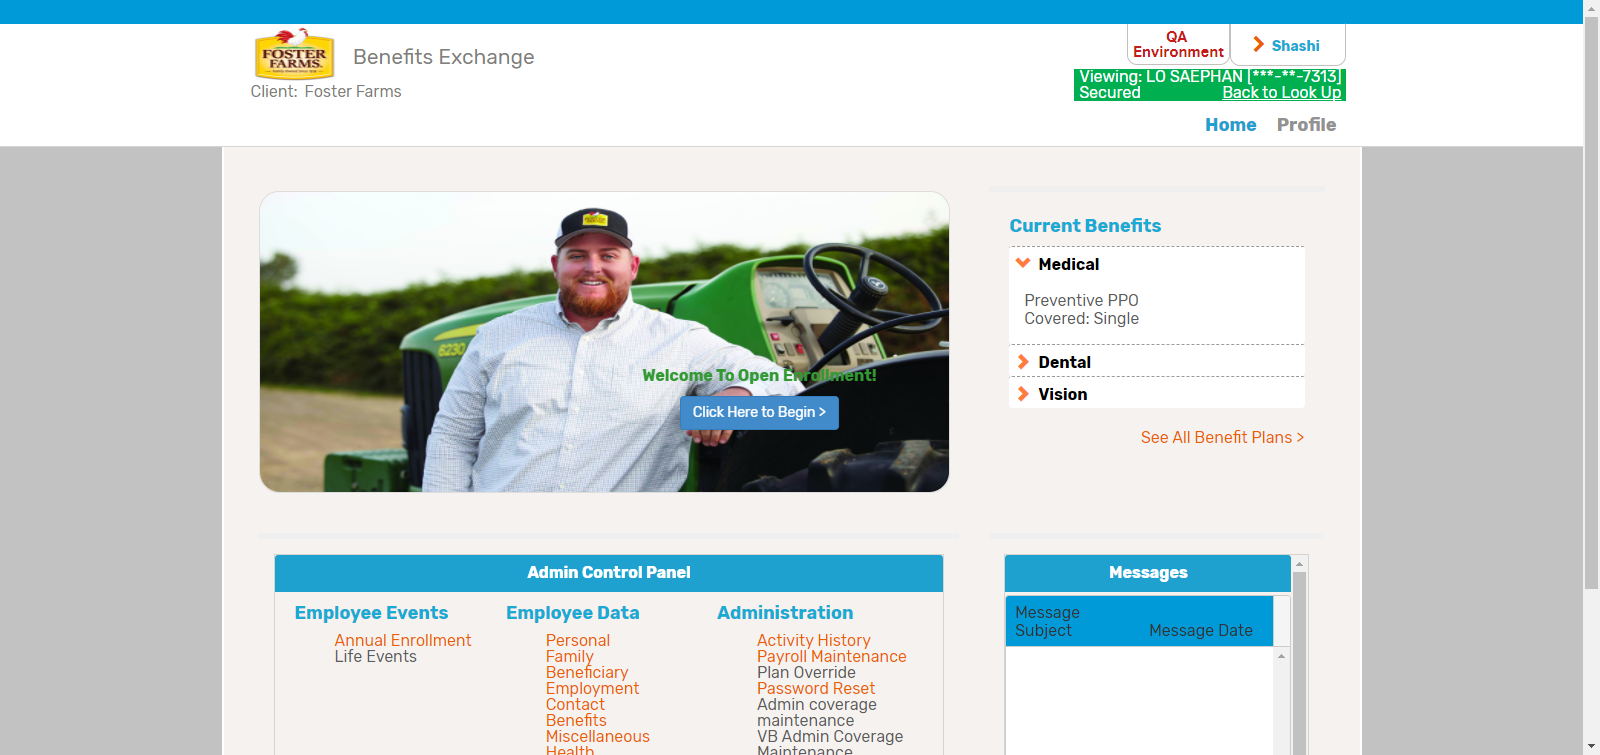 FOSTER
FARMS
Benefits Exchange
Client: Foster Farms
QA
Environment
Shashi
Viewing: LO SAEPHAN [***-**-7313]
Secured
Back to Look Up
Home
Profile
6230
Welcome To Open Enrollment!
Click Here to Begin >
Current Benefits
Medical
Preventive PPO
Covered: Single
Dental
Vision
See All Benefit Plans >
Admin Control Panel
Employee Events
Annual Enrollment
Life Events
Employee Data
Personal
Family
Beneficiary
Employment
Contact
Benefits
Miscellaneous
Health
Administration
Activity History
Payroll Maintenance
Plan Override
Password Reset
Admin coverage
maintenance
VB Admin Coverage
Maintenance
Messages
Message
Subject
Message Date